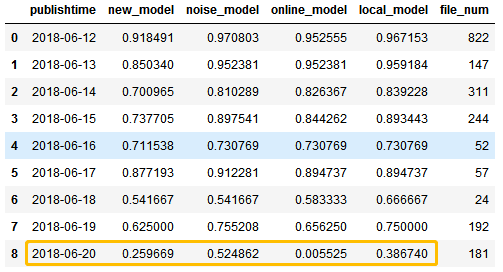 publishtime new_model noise_model online_model local_model file_num
0 2018-06-12 0.918491 0.970803 0.952555 0.967153 822
1 2018-06-13 0.850340 0.952381 0.952381 0.959184 147
2 2018-06-14 0.700965 0.810289 0.826367 0.839228 311
3 2018-06-15 0.737705 0.897541 0.844262 0.893443 244
4 2018-06-16 0.711538 0.730769 0.730769 0.730769 52
5 2018-06-17 0.877193 0.912281 0.894737 0.894737 57
6 2018-06-18 0.541667 0.541667 0.583333 0.666667 24
7 2018-06-19 0.625000 0.755208 0.656250 0.750000 192
8 2018-06-20 0.259669 0.524862 0.005525 0.386740 181